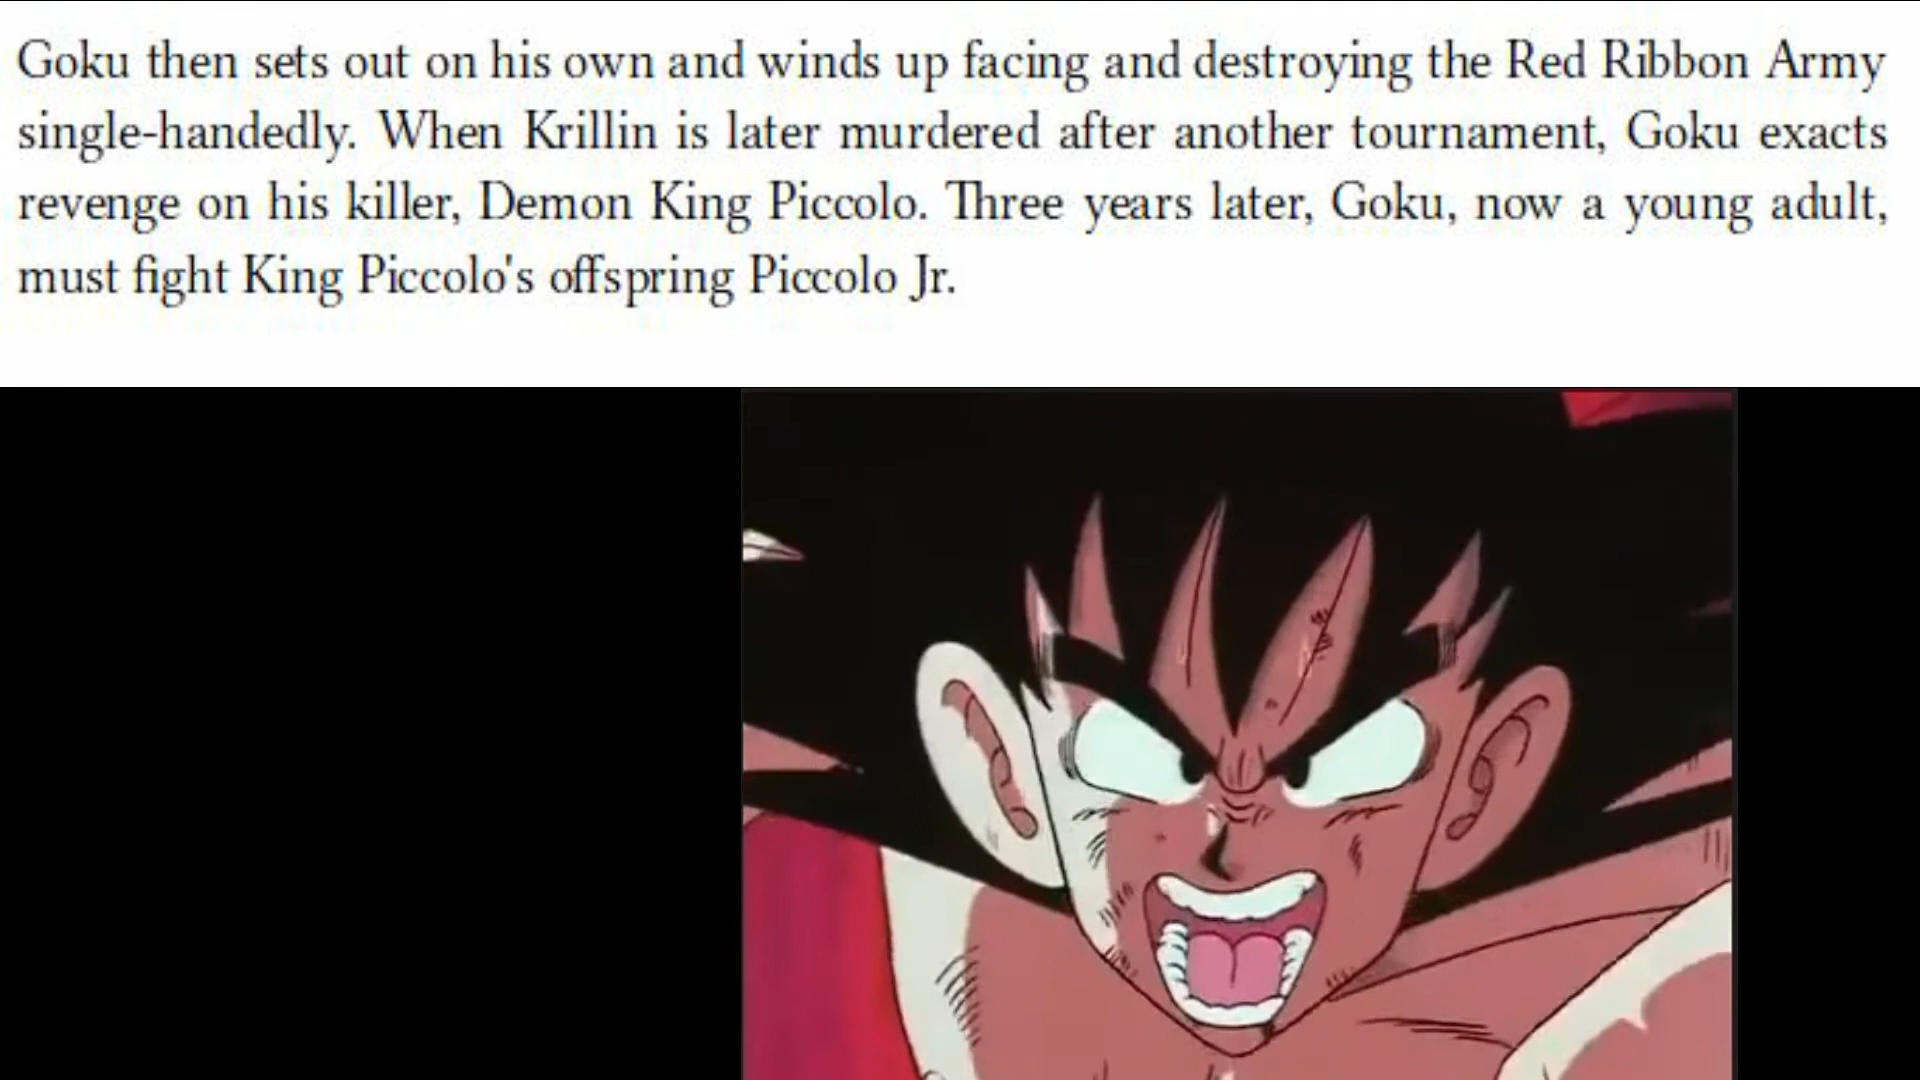 Goku then sets out on his own and winds up facing and destroying the Red Ribbon Army
single-handedly. When Krillin is later murdered after another tournament, Goku exacts
revenge on his killer, Demon King Piccolo. Three years later, Goku, now a young adult,
must fight King Piccolo's offspring Piccolo Jr.